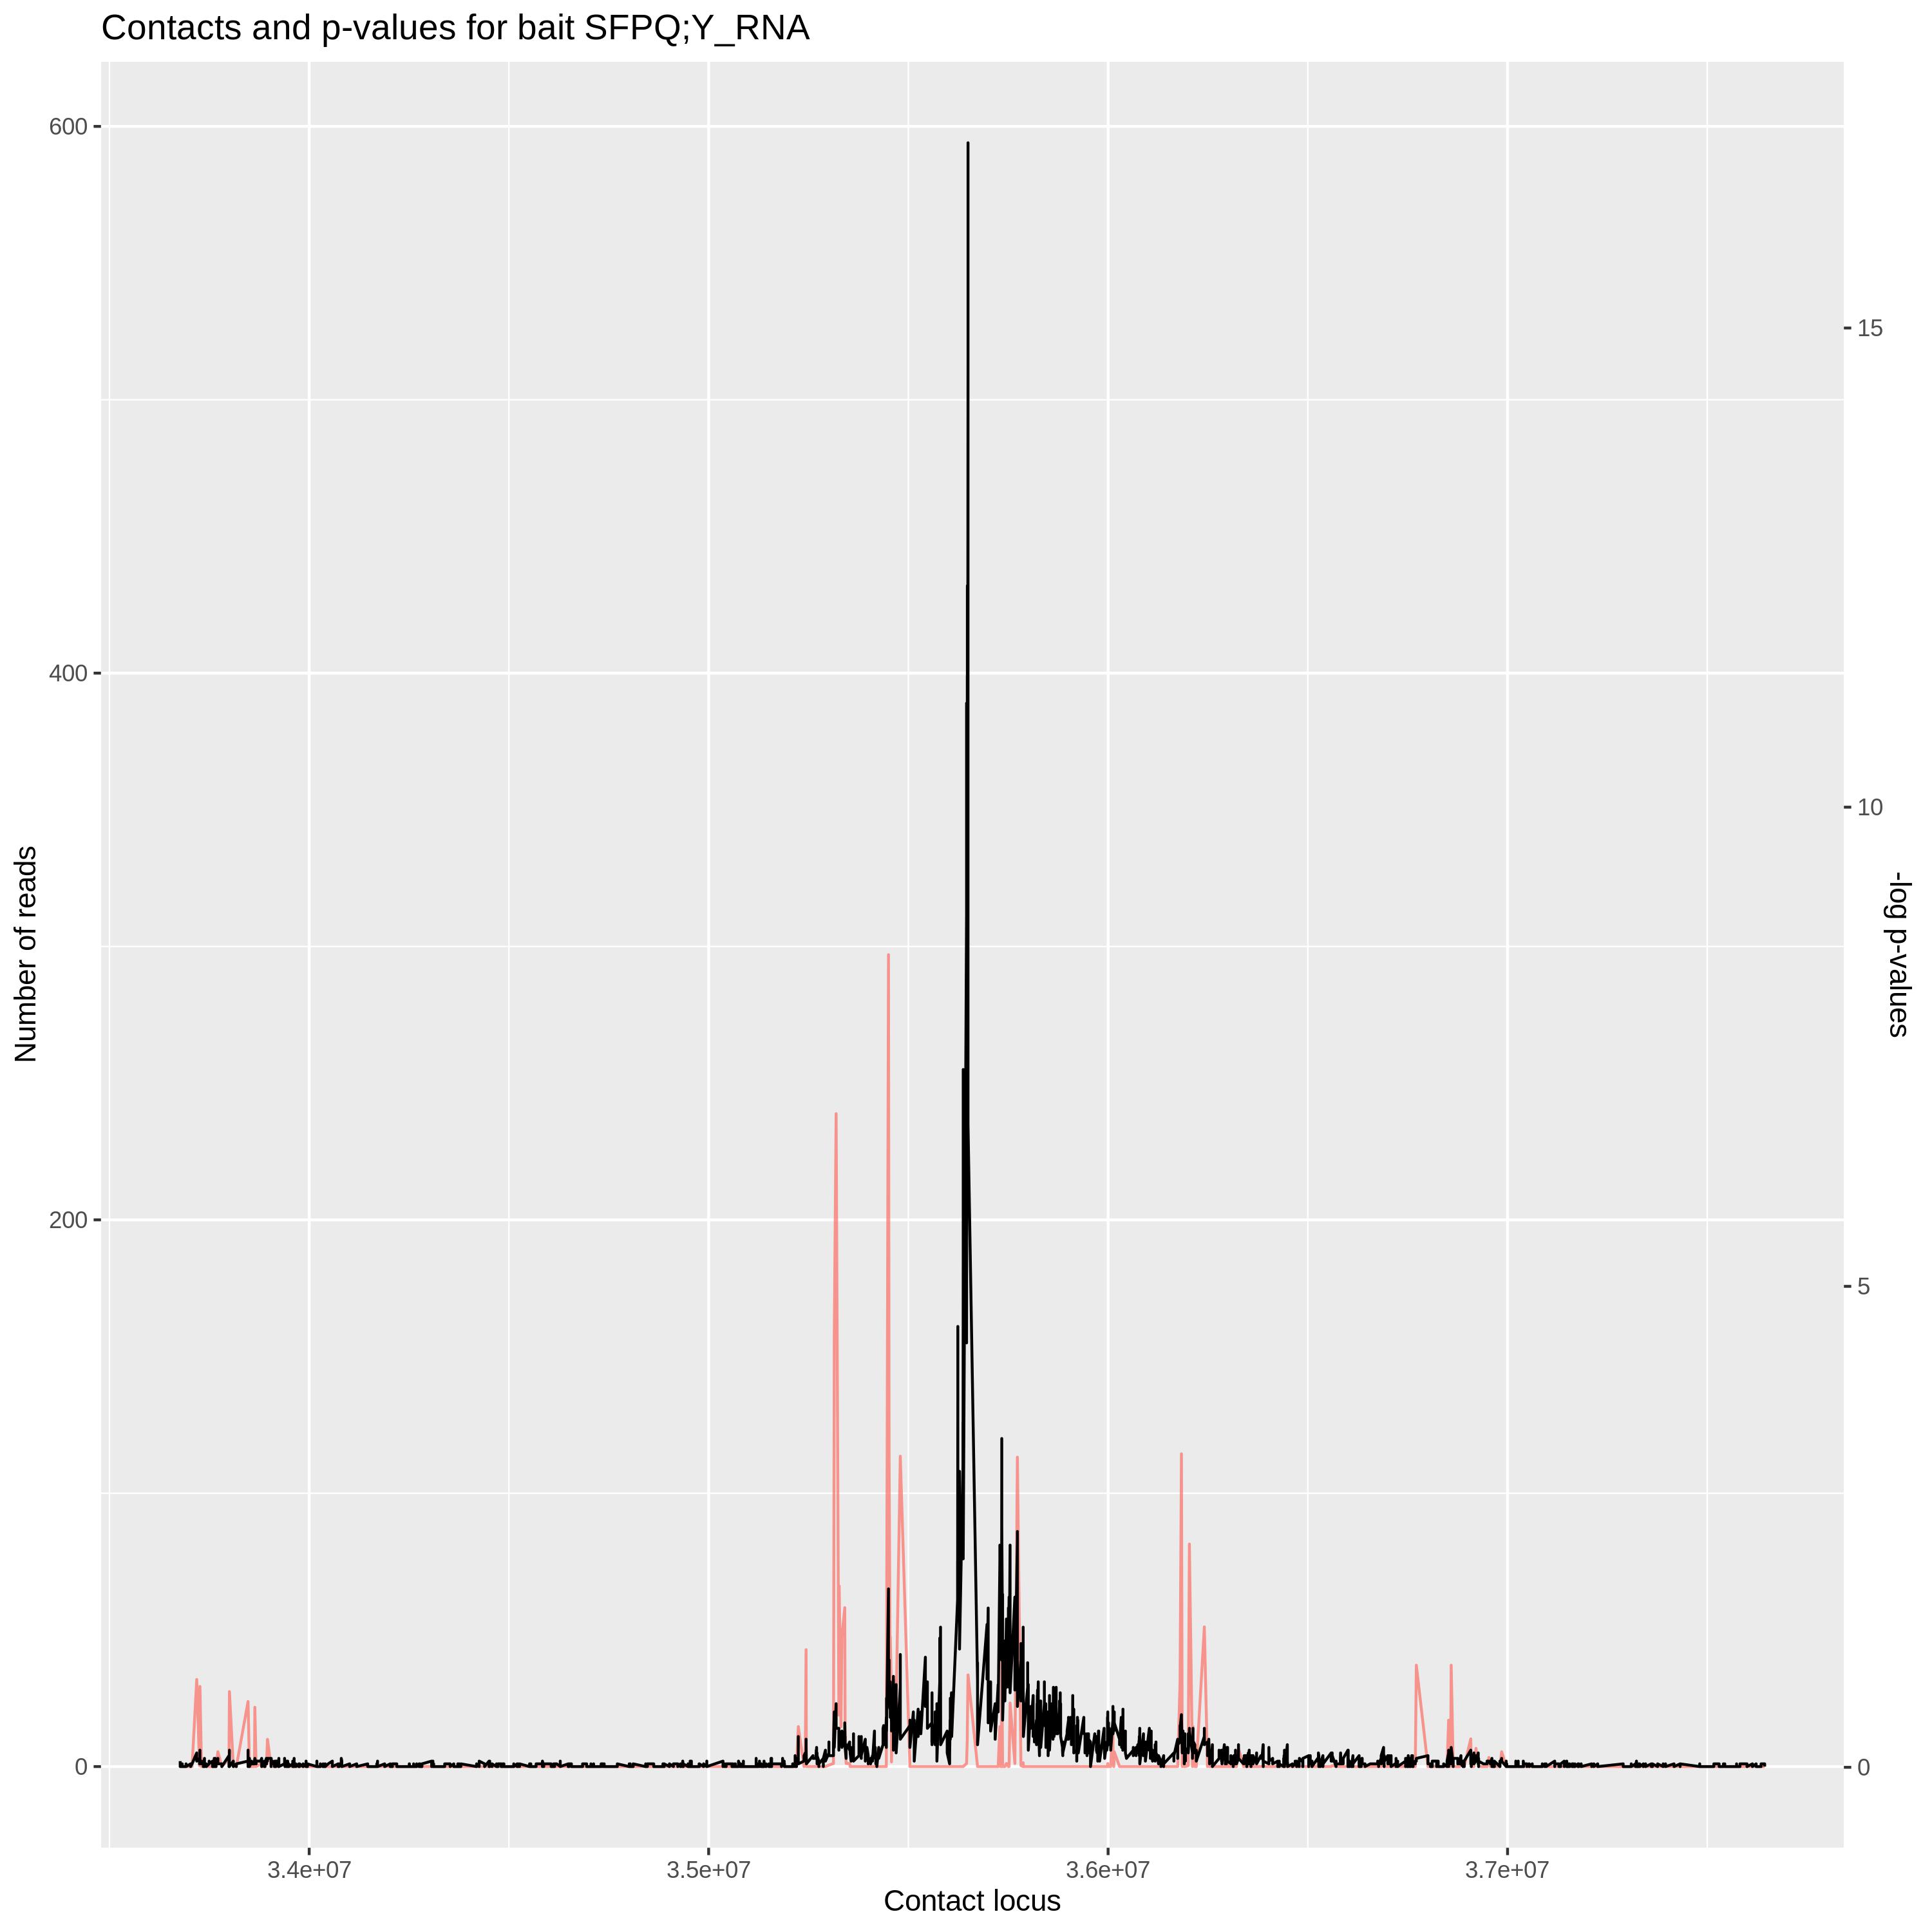 Contacts and p-values for bait SFPQ;Y_RNA
600
400
200
0
Number of reads
15
10
5
0
-log p-values
3.4e+07
3.5e+07
3.6e+07
3.7e+07
Contact locus